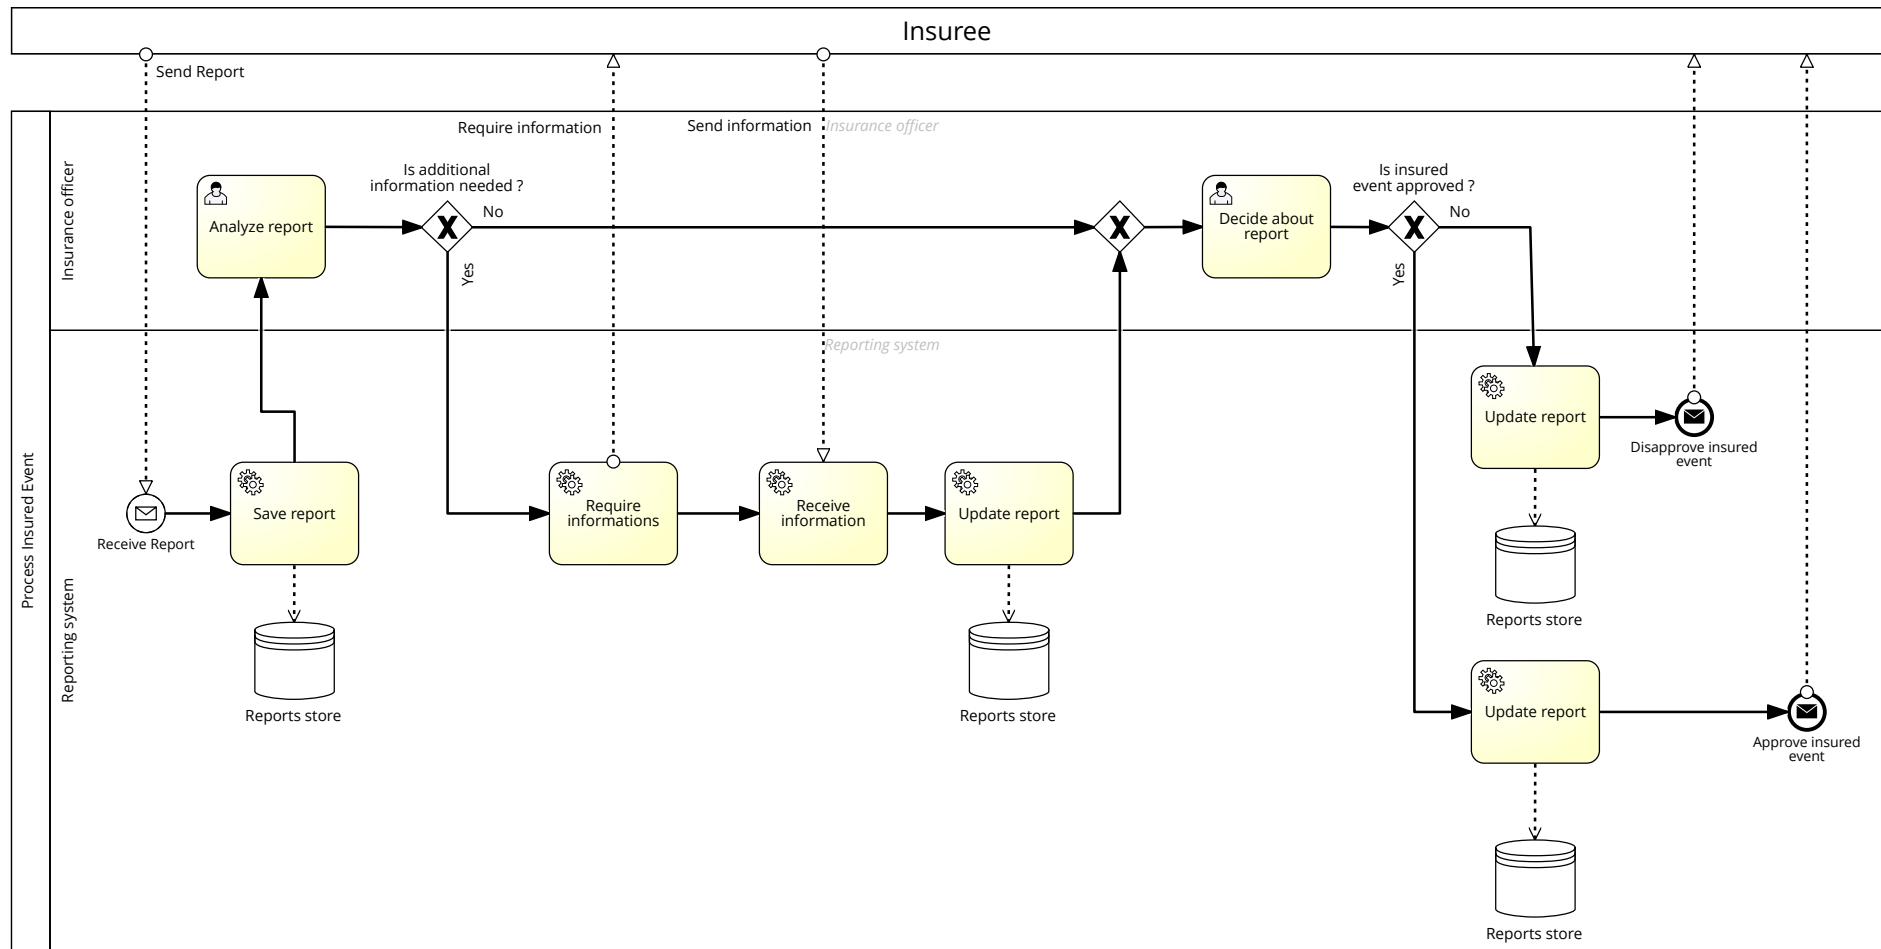 Insuree
Send Report
Require information
Send information
Insurance officer
Process Insured Event
Insurance officer
Analyze report
Is additional
information needed ?
No
Yes
Decide about
report
Is insured
event approved ?
No
Yes
Reporting system
Reporting system
Receive Report
Save report
Reports store
Require
informations
Receive
information
Update report
Reports store
Update report
Disapprove insured
event
Reports store
Update report
Approve insured
event
Reports store